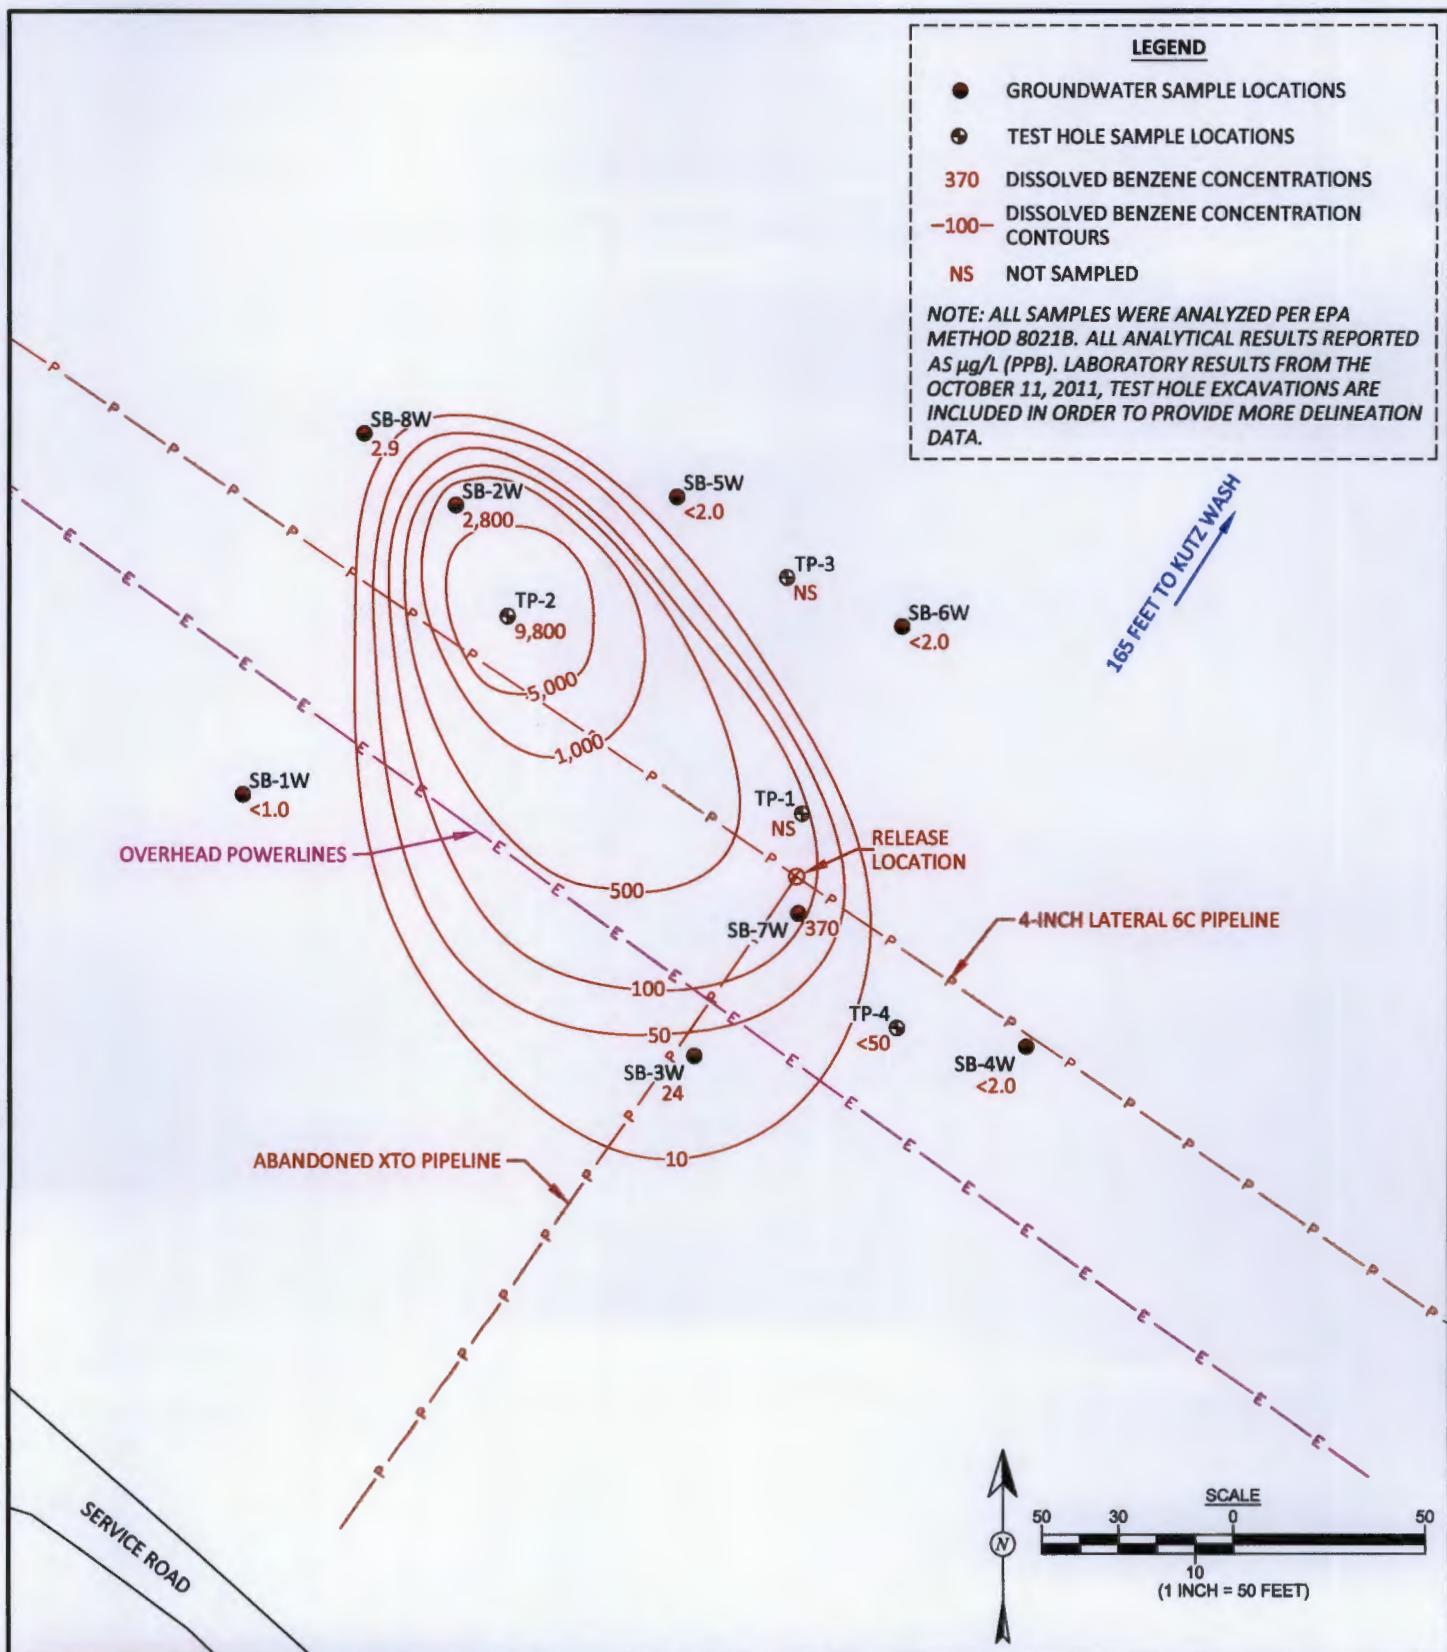 LEGEND
GROUNDWATER SAMPLE LOCATIONS
TEST HOLE SAMPLE LOCATIONS
370 DISSOLVED BENZENE CONCENTRATIONS
-100- DISSOLVED BENZENE CONCENTRATION
CONTOURS
NS NOT SAMPLED
NOTE: ALL SAMPLES WERE ANALYZED PER EPA
METHOD 8021B. ALL ANALYTICAL RESULTS REPORTED
AS µg/L (PPB). LABORATORY RESULTS FROM THE
OCTOBER 11, 2011, TEST HOLE EXCAVATIONS ARE
INCLUDED IN ORDER TO PROVIDE MORE DELINEATION
DATA.
SB-8W
2.9
SB-2W
2,800
SB-5W
<2.0
165 FEET TO KUTZ WASH
TP-3
NS
TP-2
9,800
SB-6W
<2.0
5,000
1,000
SB-1W
<1.0
TP-1
NS
OVERHEAD POWERLINES
RELEASE
LOCATION
500
SB-7W
370
4-INCH LATERAL 6C PIPELINE
100
50
TP-4
<50
SB-4W
<2.0
SB-3W
24
10
ABANDONED XTO PIPELINE
SERVICE ROAD
N
SCALE
50 30 0 50
10
(1 INCH = 50 FEET)
P P P P P P P P P P P P P P P P P P P P P
E E E E E E E E E E E E E E E E E E E E E E E
P P P P P P P P P P